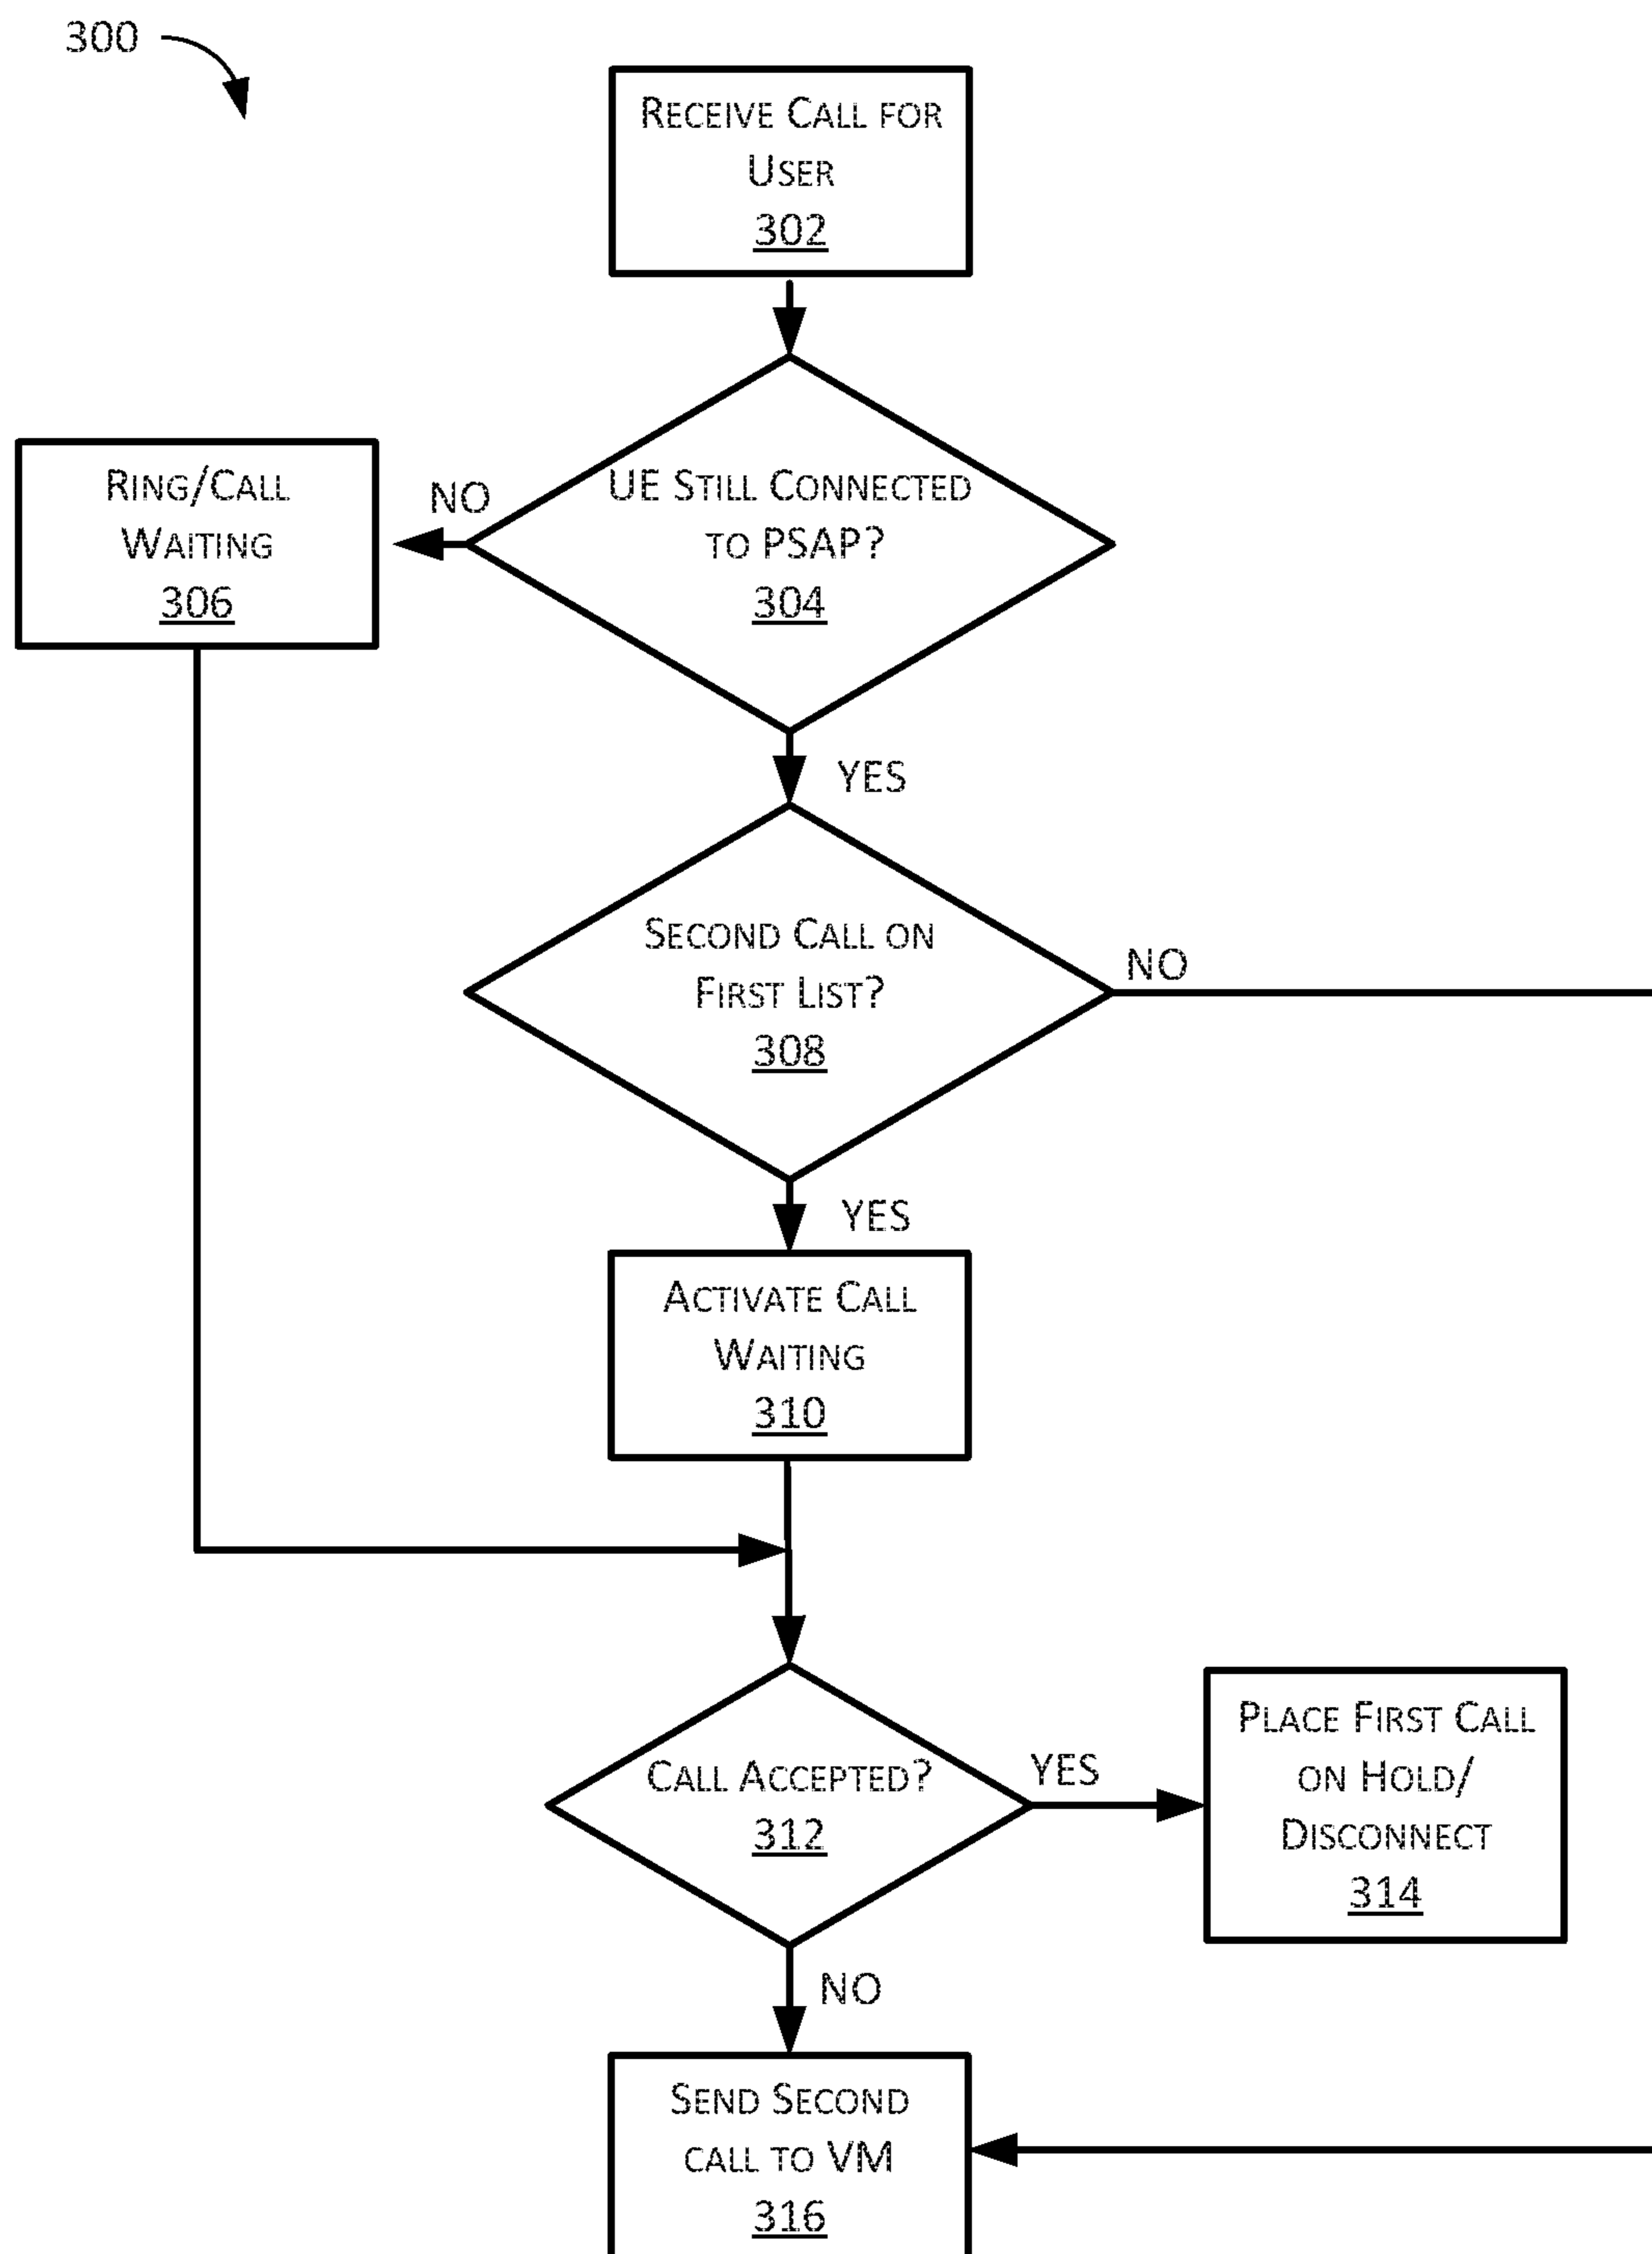 300
RECEIVE CALL FOR
USER
302
UE STILL CONNECTED
TO PSAP?
304
NO
RING/CALL
WAITING
306
YES
SECOND CALL ON
FIRST LIST?
308
NO
YES
ACTIVATE CALL
WAITING
310
CALL ACCEPTED?
312
YES
PLACE FIRST CALL
ON HOLD/
DISCONNECT
314
NO
SEND SECOND
CALL TO VM
316